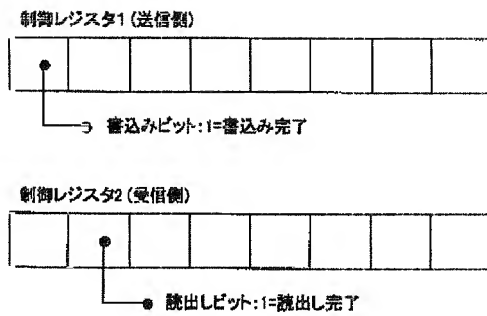 制御レジスタ1(送信側)
書込みビット:1=書込み完了
制御レジスタ2(受信側)
読出しビット:1=読出し完了